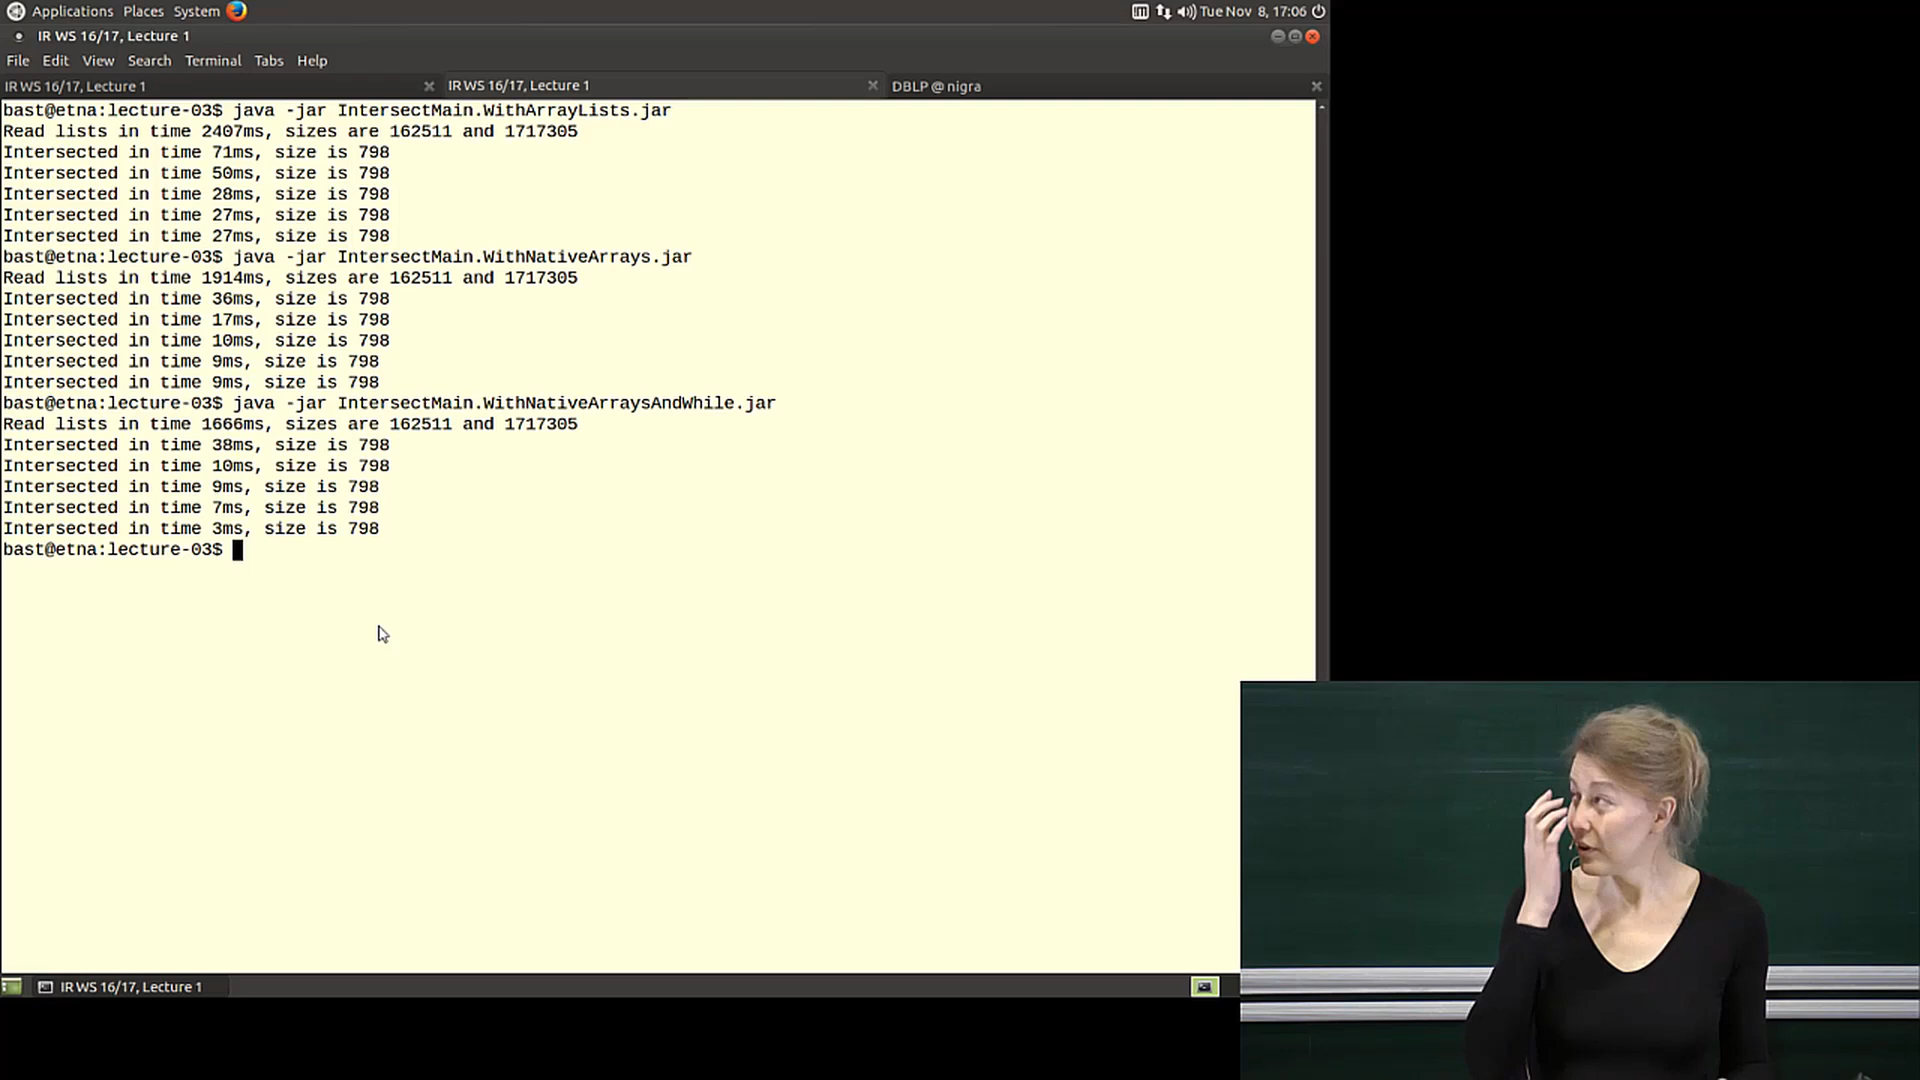 Applications Places System Tue Nov 8, 17:06
IR WS 16/17, Lecture 1
File Edit View Search Terminal Tabs Help
IR WS 16/17, Lecture 1 IR WS 16/17, Lecture 1 DBLP @ nigra
bast@etna:lecture-03$ java -jar IntersectMain.WithArrayLists.jar
Read lists in time 2407ms, sizes are 162511 and 1717305
Intersected in time 71ms, size is 798
Intersected in time 50ms, size is 798
Intersected in time 28ms, size is 798
Intersected in time 27ms, size is 798
Intersected in time 27ms, size is 798
bast@etna:lecture-03$ java -jar IntersectMain.WithNativeArrays.jar
Read lists in time 1914ms, sizes are 162511 and 1717305
Intersected in time 36ms, size is 798
Intersected in time 17ms, size is 798
Intersected in time 10ms, size is 798
Intersected in time 9ms, size is 798
Intersected in time 9ms, size is 798
bast@etna:lecture-03$ java -jar IntersectMain.WithNativeArraysAndWhile.jar
Read lists in time 1666ms, sizes are 162511 and 1717305
Intersected in time 38ms, size is 798
Intersected in time 10ms, size is 798
Intersected in time 9ms, size is 798
Intersected in time 7ms, size is 798
Intersected in time 3ms, size is 798
bast@etna:lecture-03$
IR WS 16/17, Lecture 1